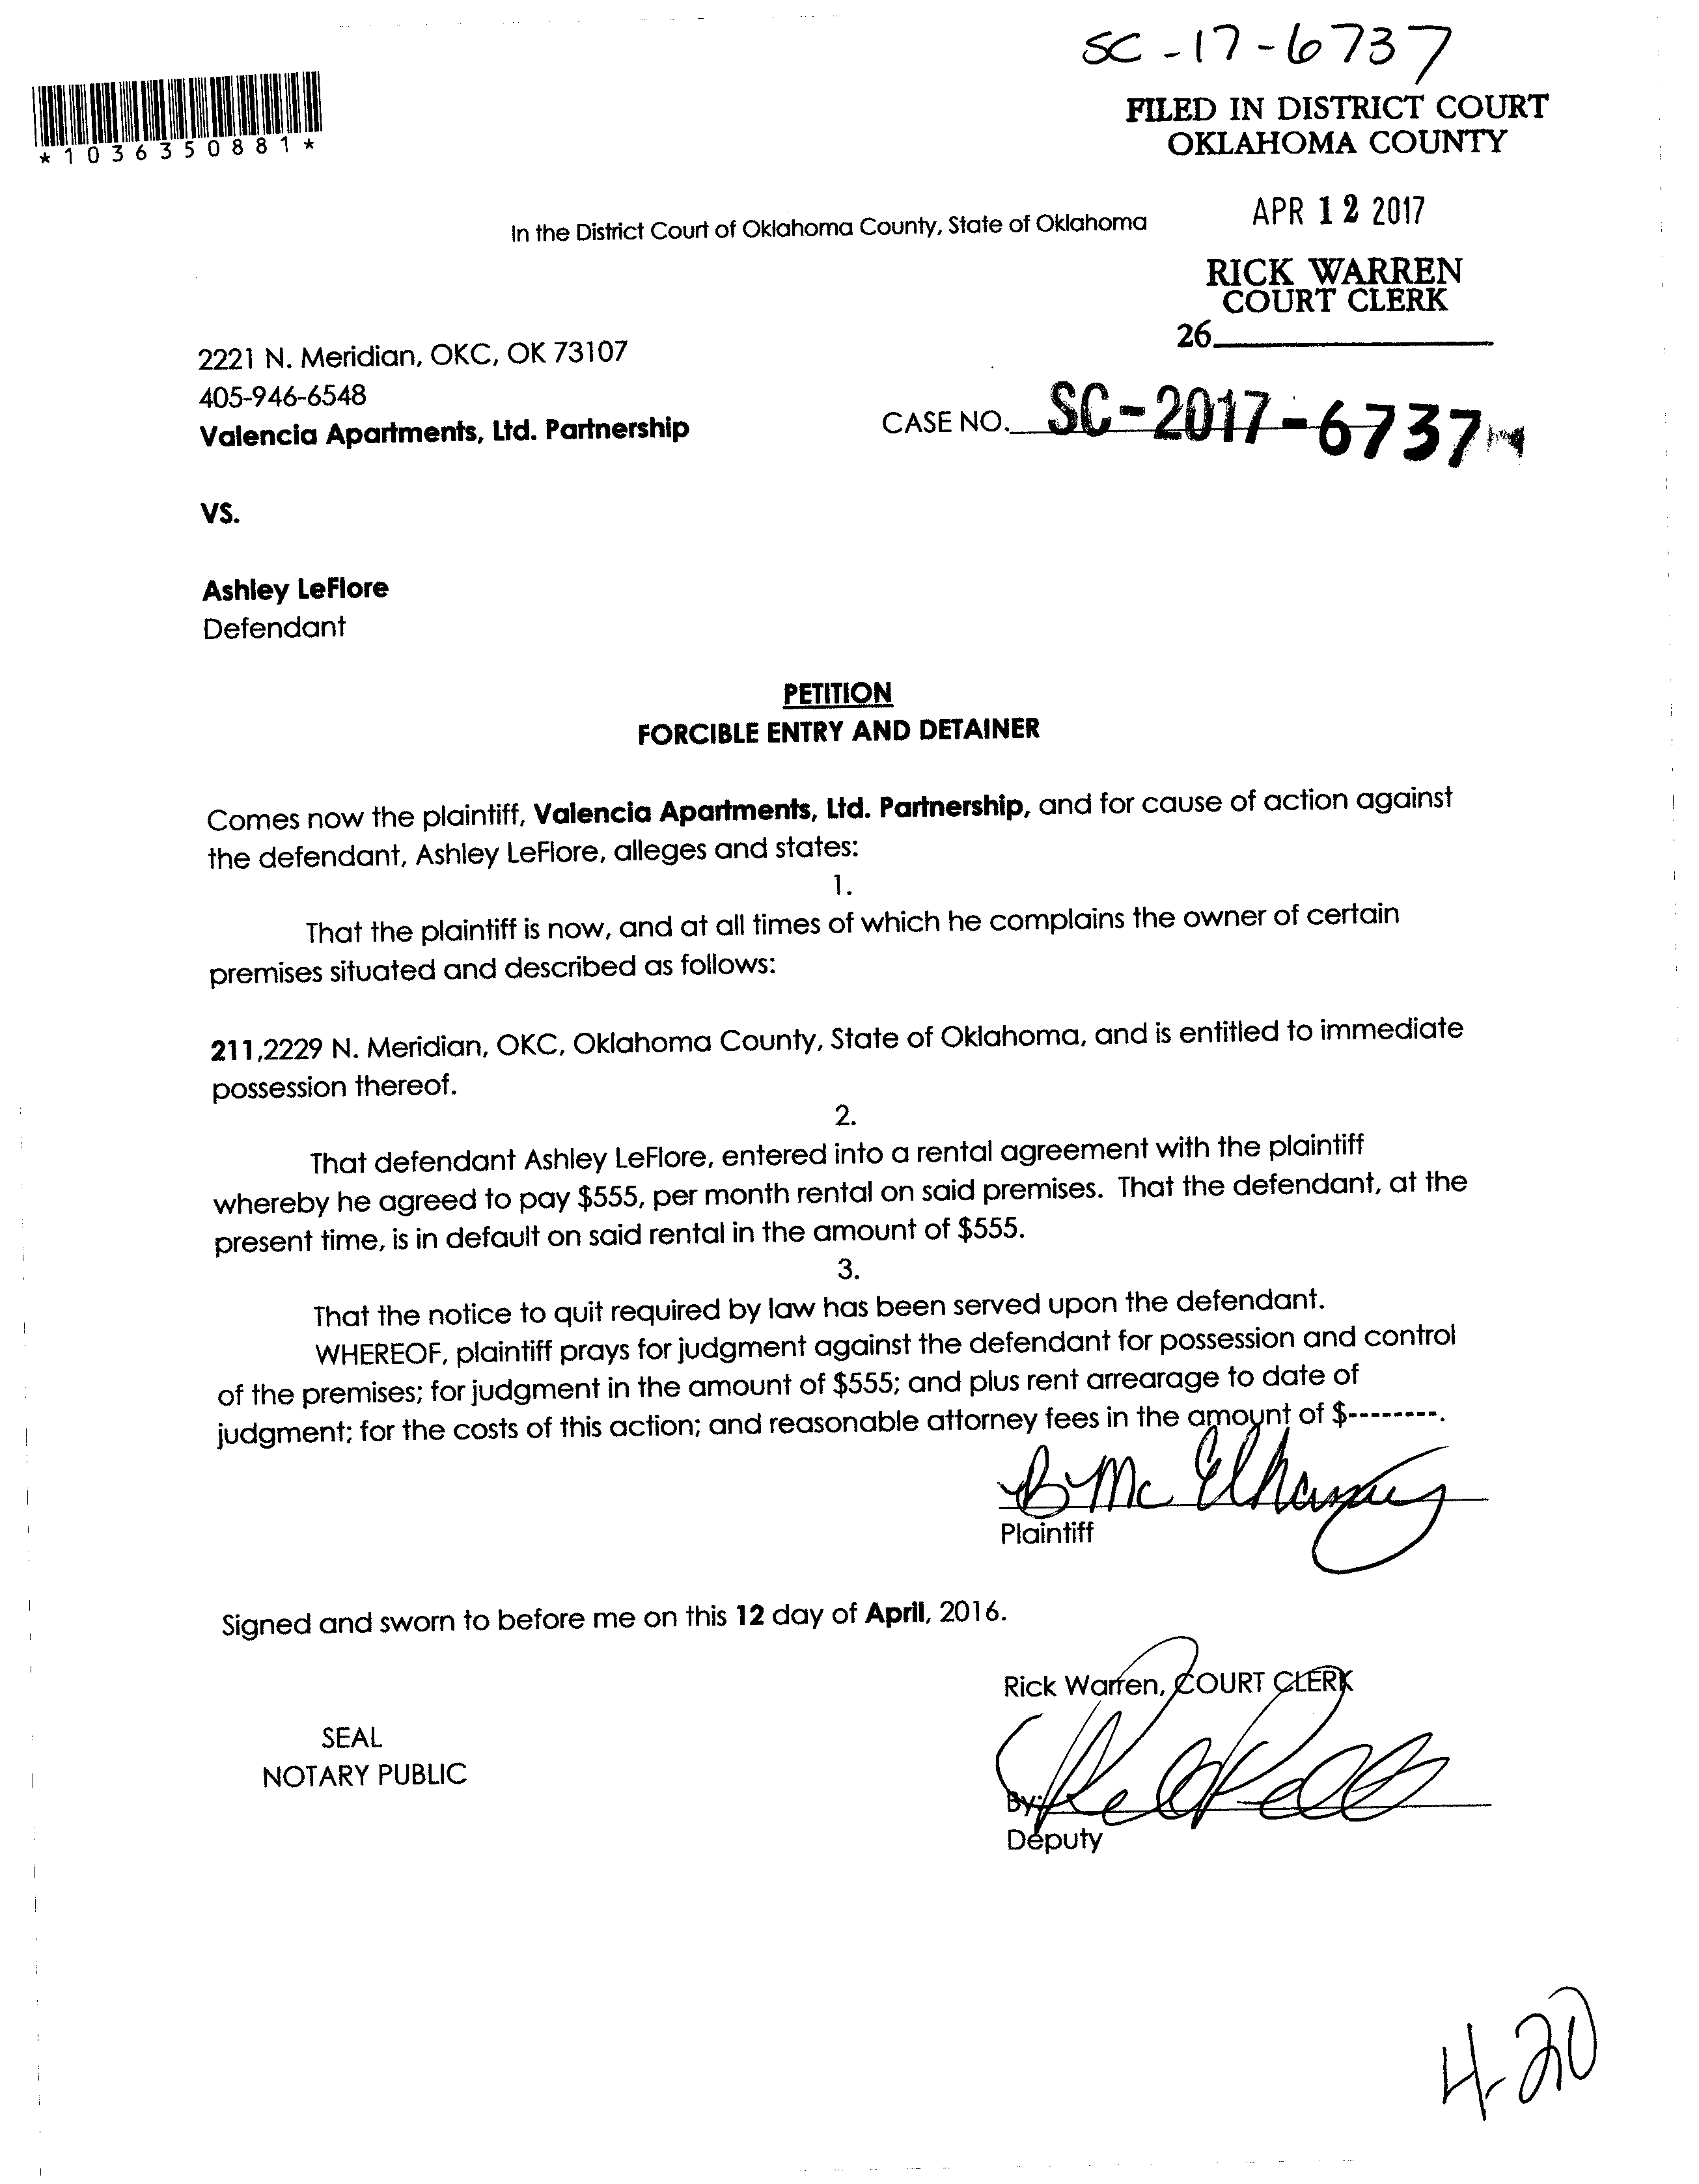 SC-17-6737
*1036350881*
FILED IN DISTRICT COURT
OKLAHOMA COUNTY
APR 12 2017
In the District Court of Oklahoma County, State of Oklahoma
RICK WARREN
COURT CLERK
26
2221 N. Meridian, OKC, OK 73107
405-946-6548
Valencia Apartments, Ltd. Partnership
CASE NO. SC-2017-6737
VS.
Ashley LeFlore
Defendant
PETITION
FORCIBLE ENTRY AND DETAINER
Comes now the plaintiff, Valencia Apartments, Ltd. Partnership, and for cause of action against
the defendant, Ashley LeFlore, alleges and states:
1.
That the plaintiff is now, and at all times of which he complains the owner of certain
premises situated and described as follows:
211,2229 N. Meridian, OKC, Oklahoma County, State of Oklahoma, and is entitled to immediate
possession thereof.
2.
That defendant Ashley LeFlore, entered into a rental agreement with the plaintiff
whereby he agreed to pay $555, per month rental on said premises. That the defendant, at the
present time, is in default on said rental in the amount of $555.
3.
That the notice to quit required by law has been served upon the defendant.
WHEREOF, plaintiff prays for judgment against the defendant for possession and control
of the premises; for judgment in the amount of $555; and plus rent arrearage to date of
judgment; for the costs of this action; and reasonable attorney fees in the amount of $--------.
B Mc
Plaintiff
Signed and sworn to before me on this 12 day of April, 2016.
Rick Warren, COURT CLERK
SEAL
NOTARY PUBLIC
By:
Deputy
4-20